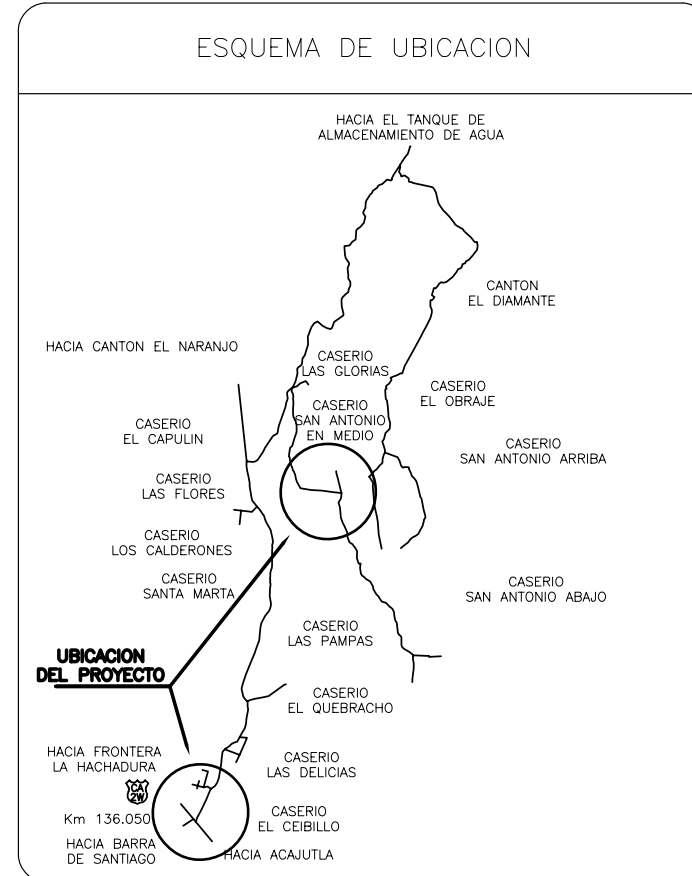 ESQUEMA DE UBICACION
HACIA EL TANQUE DE
ALMACENAMIENTO DE AGUA
CANTON
EL DIAMANTE
HACIA CANTON EL NARANJO
CASERIO
LAS GLORIAS
CASERIO
EL OBRAJE
CASERIO
SAN ANTONIO
EN MEDIO
CASERIO
EL CAPULIN
CASERIO
SAN ANTONIO ARRIBA
CASERIO
LAS FLORES
CASERIO
LOS CALDERONES
CASERIO
SANTA MARTA
CASERIO
SAN ANTONIO ABAJO
CASERIO
LAS PAMPAS
UBICACION
DEL PROYECTO
CASERIO
EL QUEBRACHO
HACIA FRONTERA
LA HACHADURA
CASERIO
LAS DELICIAS
CA
2W
Km 136.050
CASERIO
EL CEIBILLO
HACIA BARRA
DE SANTIAGO
HACIA ACAJUTLA